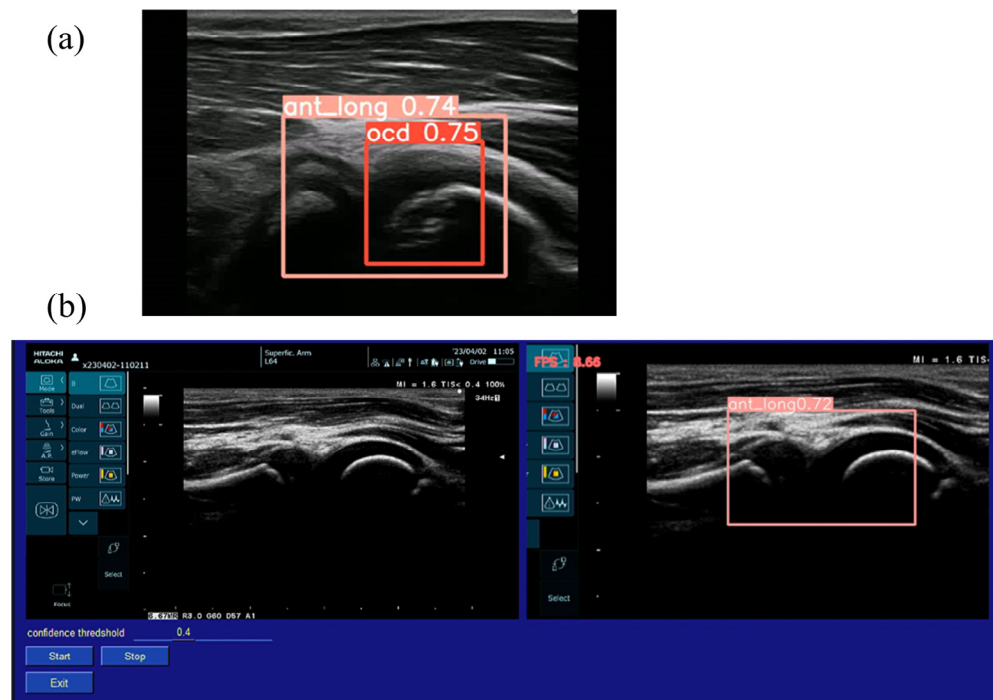 (a)
ant_long 0.74
ocd 0.75
(b)
HITACHI
ALOKA
x230402-110211
Superfic. Arm
L64
'23/04/02 11:05
Drive
MI = 1.6 TIS< 0.4 100%
34Hz
Mode
B
Tools
Dual
Gain
Color
A.R
eFlow
Store
Power
PW
Select
Focus
R3.0 G60 D57 A1
FPS : 8.66
MI = 1.6 TIS<
ant_long0.72
Select
confidence thredshold 0.4
Start Stop
Exit